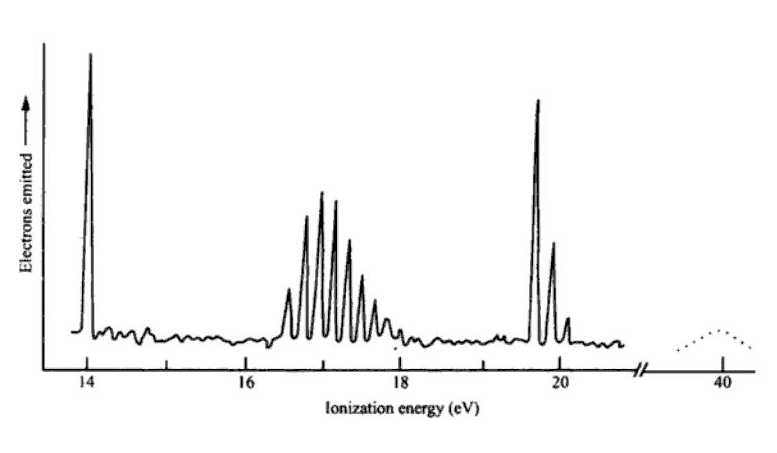 Electrons emitted
14 16 18 20 40
Ionization energy (eV)